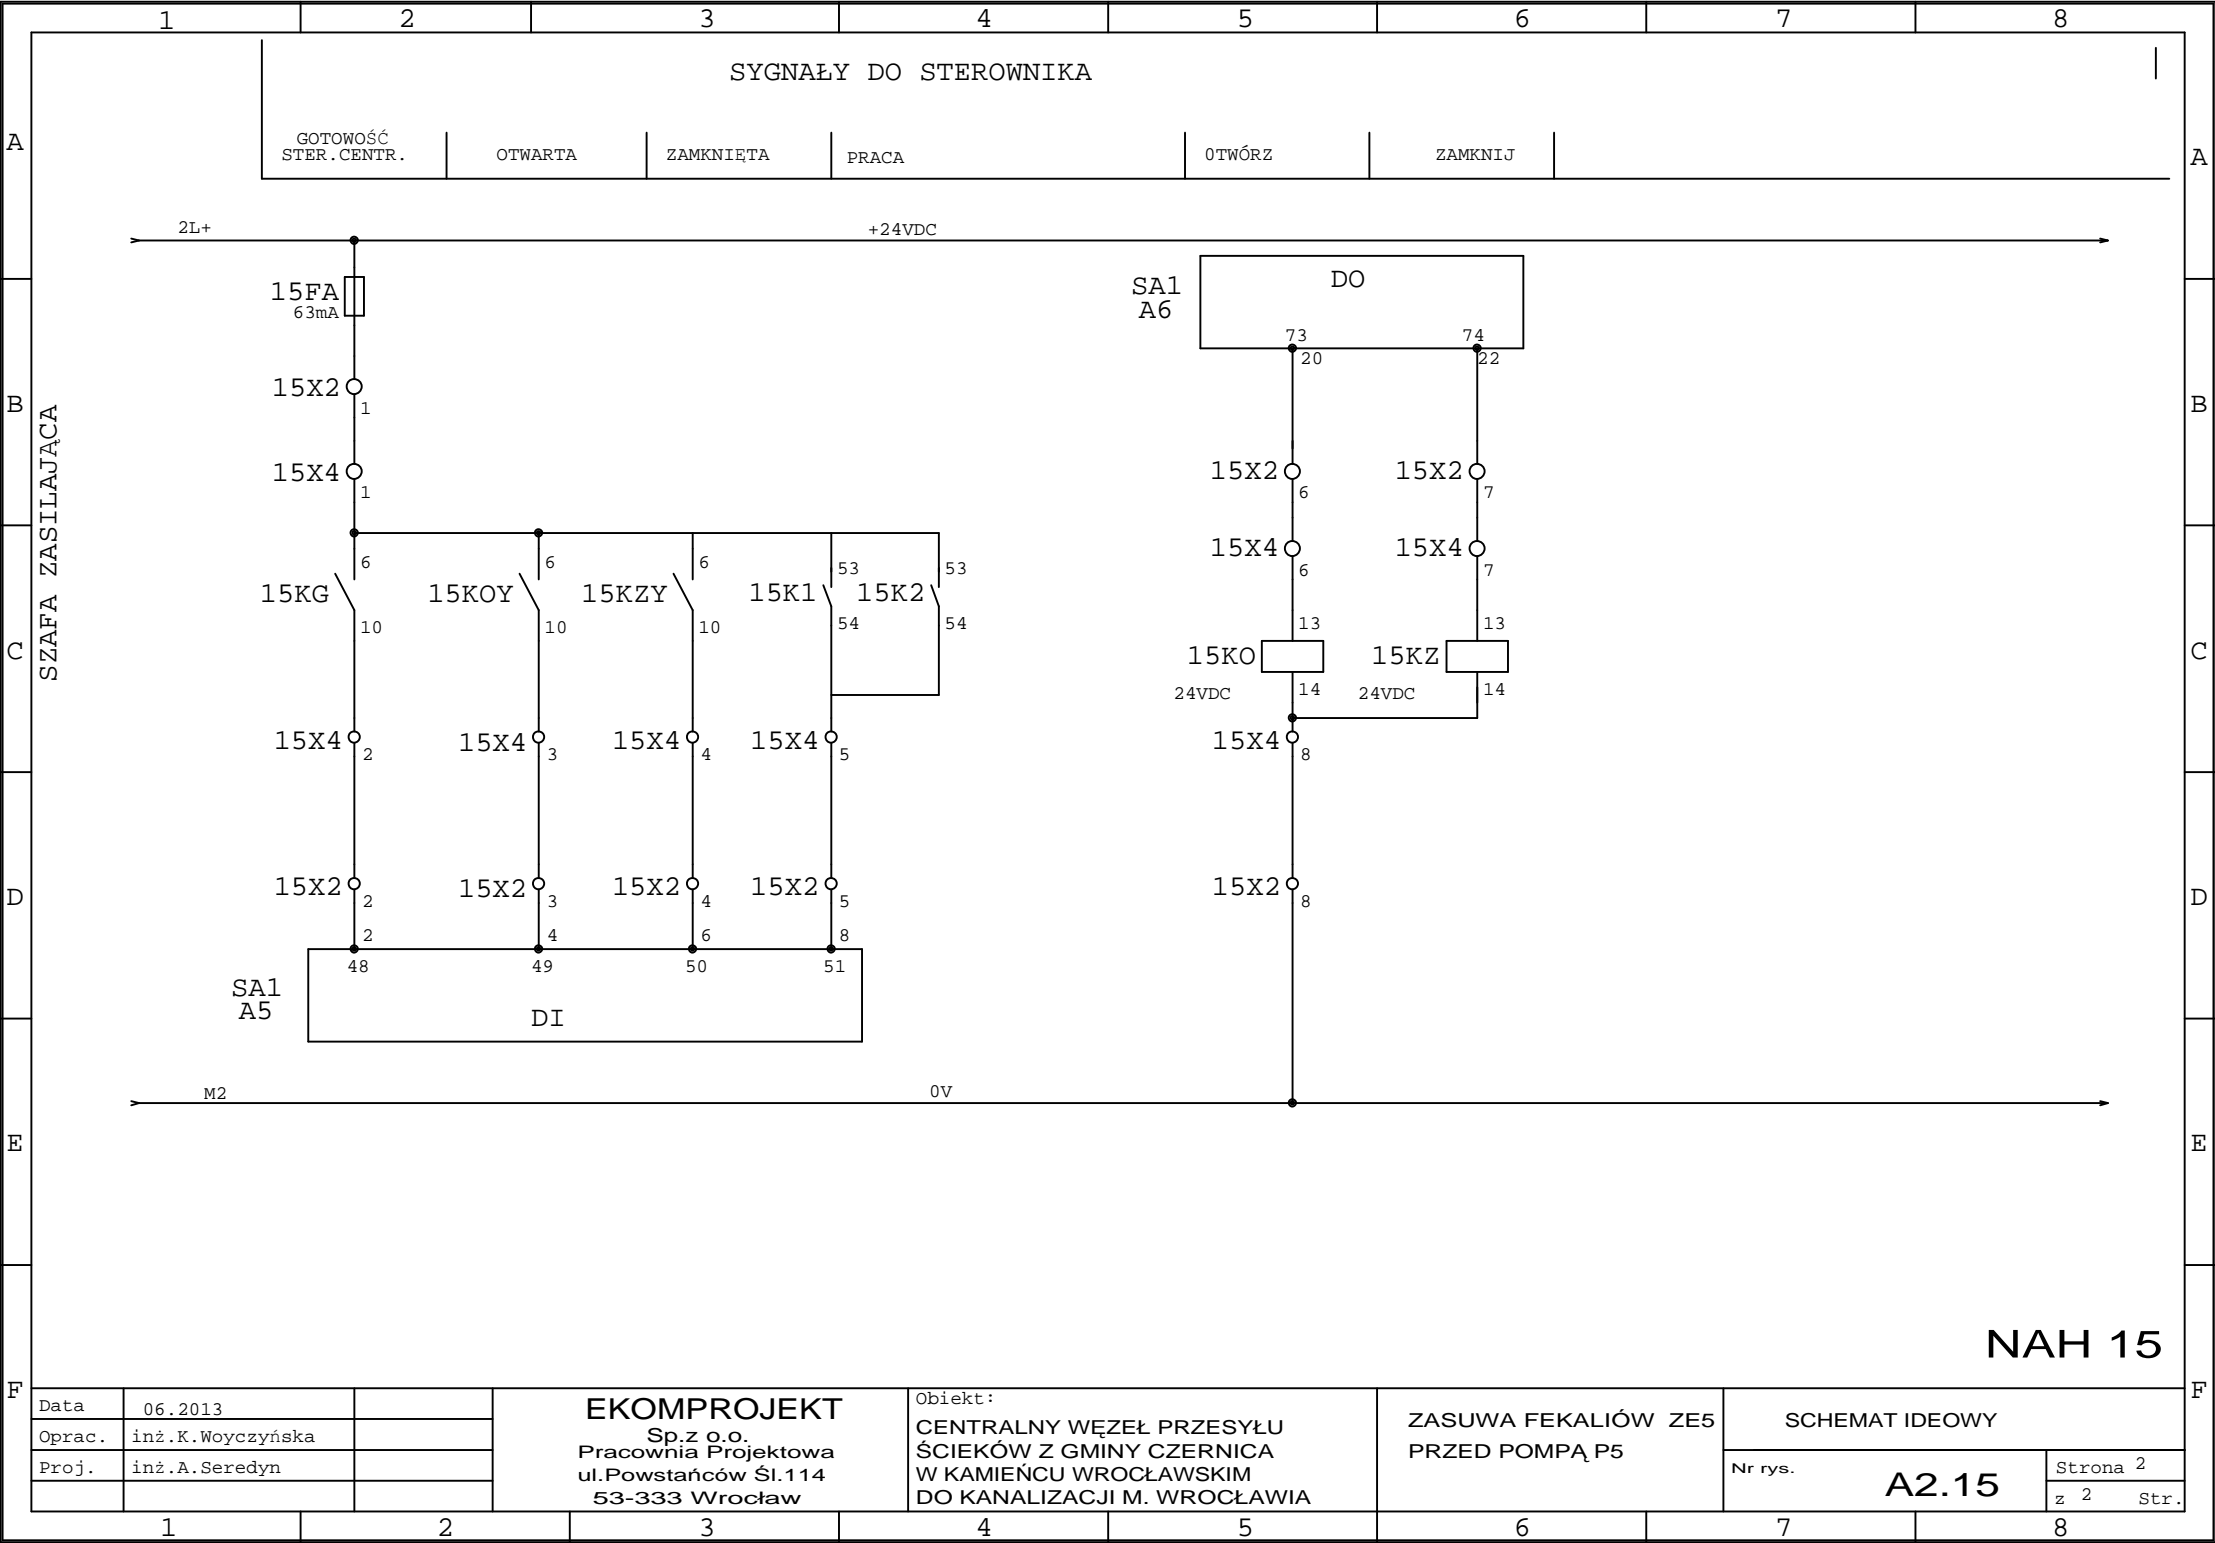 1 2 3 4 5 6 7 8
SYGNAŁY DO STEROWNIKA
A A
GOTOWOŚĆ
STER.CENTR.
OTWARTA
ZAMKNIĘTA
PRACA
0TWÓRZ
ZAMKNIJ
2L+ +24VDC
15FA
63mA
SA1
A6
DO
73 74
20 22
15X2
1
B B
SZAFA ZASILAJĄCA
15X4
1
15X2 15X2
6 7
15X4 15X4
6 7
6 6 6 53 53
15KG 15KOY 15KZY 15K1 15K2
10 10 10 54 54
13 13
C C
15KO 15KZ
24VDC 14 24VDC 14
15X4 15X4 15X4 15X4 15X4
2 3 4 5 8
15X2 15X2 15X2 15X2 15X2
D D
2 3 4 5 8
2 4 6 8
48 49 50 51
SA1
A5
DI
M2 0V
E E
NAH 15
F F
Data 06.2013
Oprac. inż.K.Woyczyńska
Proj. inż.A.Seredyn
EKOMPROJEKT
Sp.z o.o.
Pracownia Projektowa
ul.Powstańców Śl.114
53-333 Wrocław
Obiekt:
CENTRALNY WĘZEŁ PRZESYŁU
ŚCIEKÓW Z GMINY CZERNICA
W KAMIEŃCU WROCŁAWSKIM
DO KANALIZACJI M. WROCŁAWIA
ZASUWA FEKALIÓW ZE5
PRZED POMPĄ P5
SCHEMAT IDEOWY
Nr rys. A2.15
Strona 2
z 2 Str.
1 2 3 4 5 6 7 8